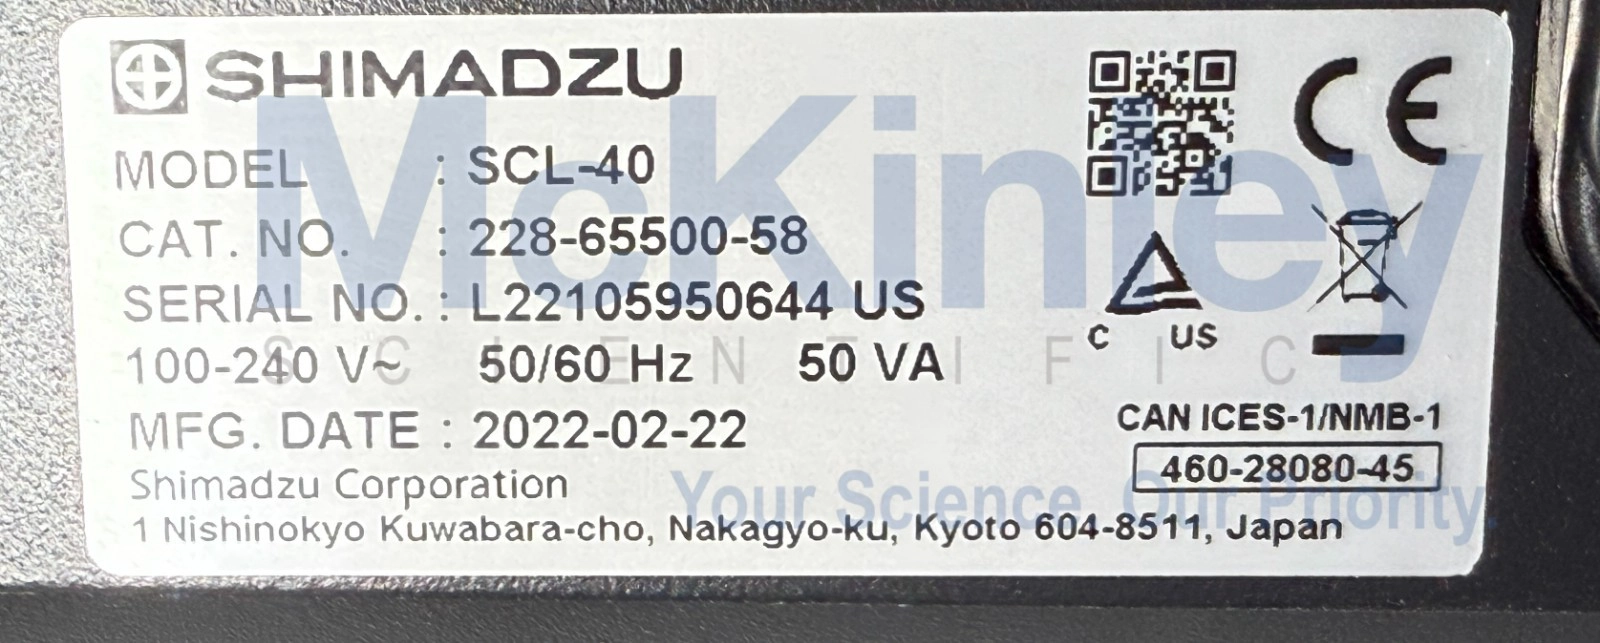 SHIMADZU
MODEL : SCL-40
CAT. NO. : 228-65500-58
SERIAL NO. : L22105950644 US
100-240 V~ 50/60 Hz 50 VA
MFG. DATE : 2022-02-22
Shimadzu Corporation
1 Nishinokyo Kuwabara-cho, Nakagyo-ku, Kyoto 604-8511, Japan
CE
C US
CAN ICES-1/NMB-1
460-28080-45
McKinley
SCIENTIFIC
Your Science. Our Priority.